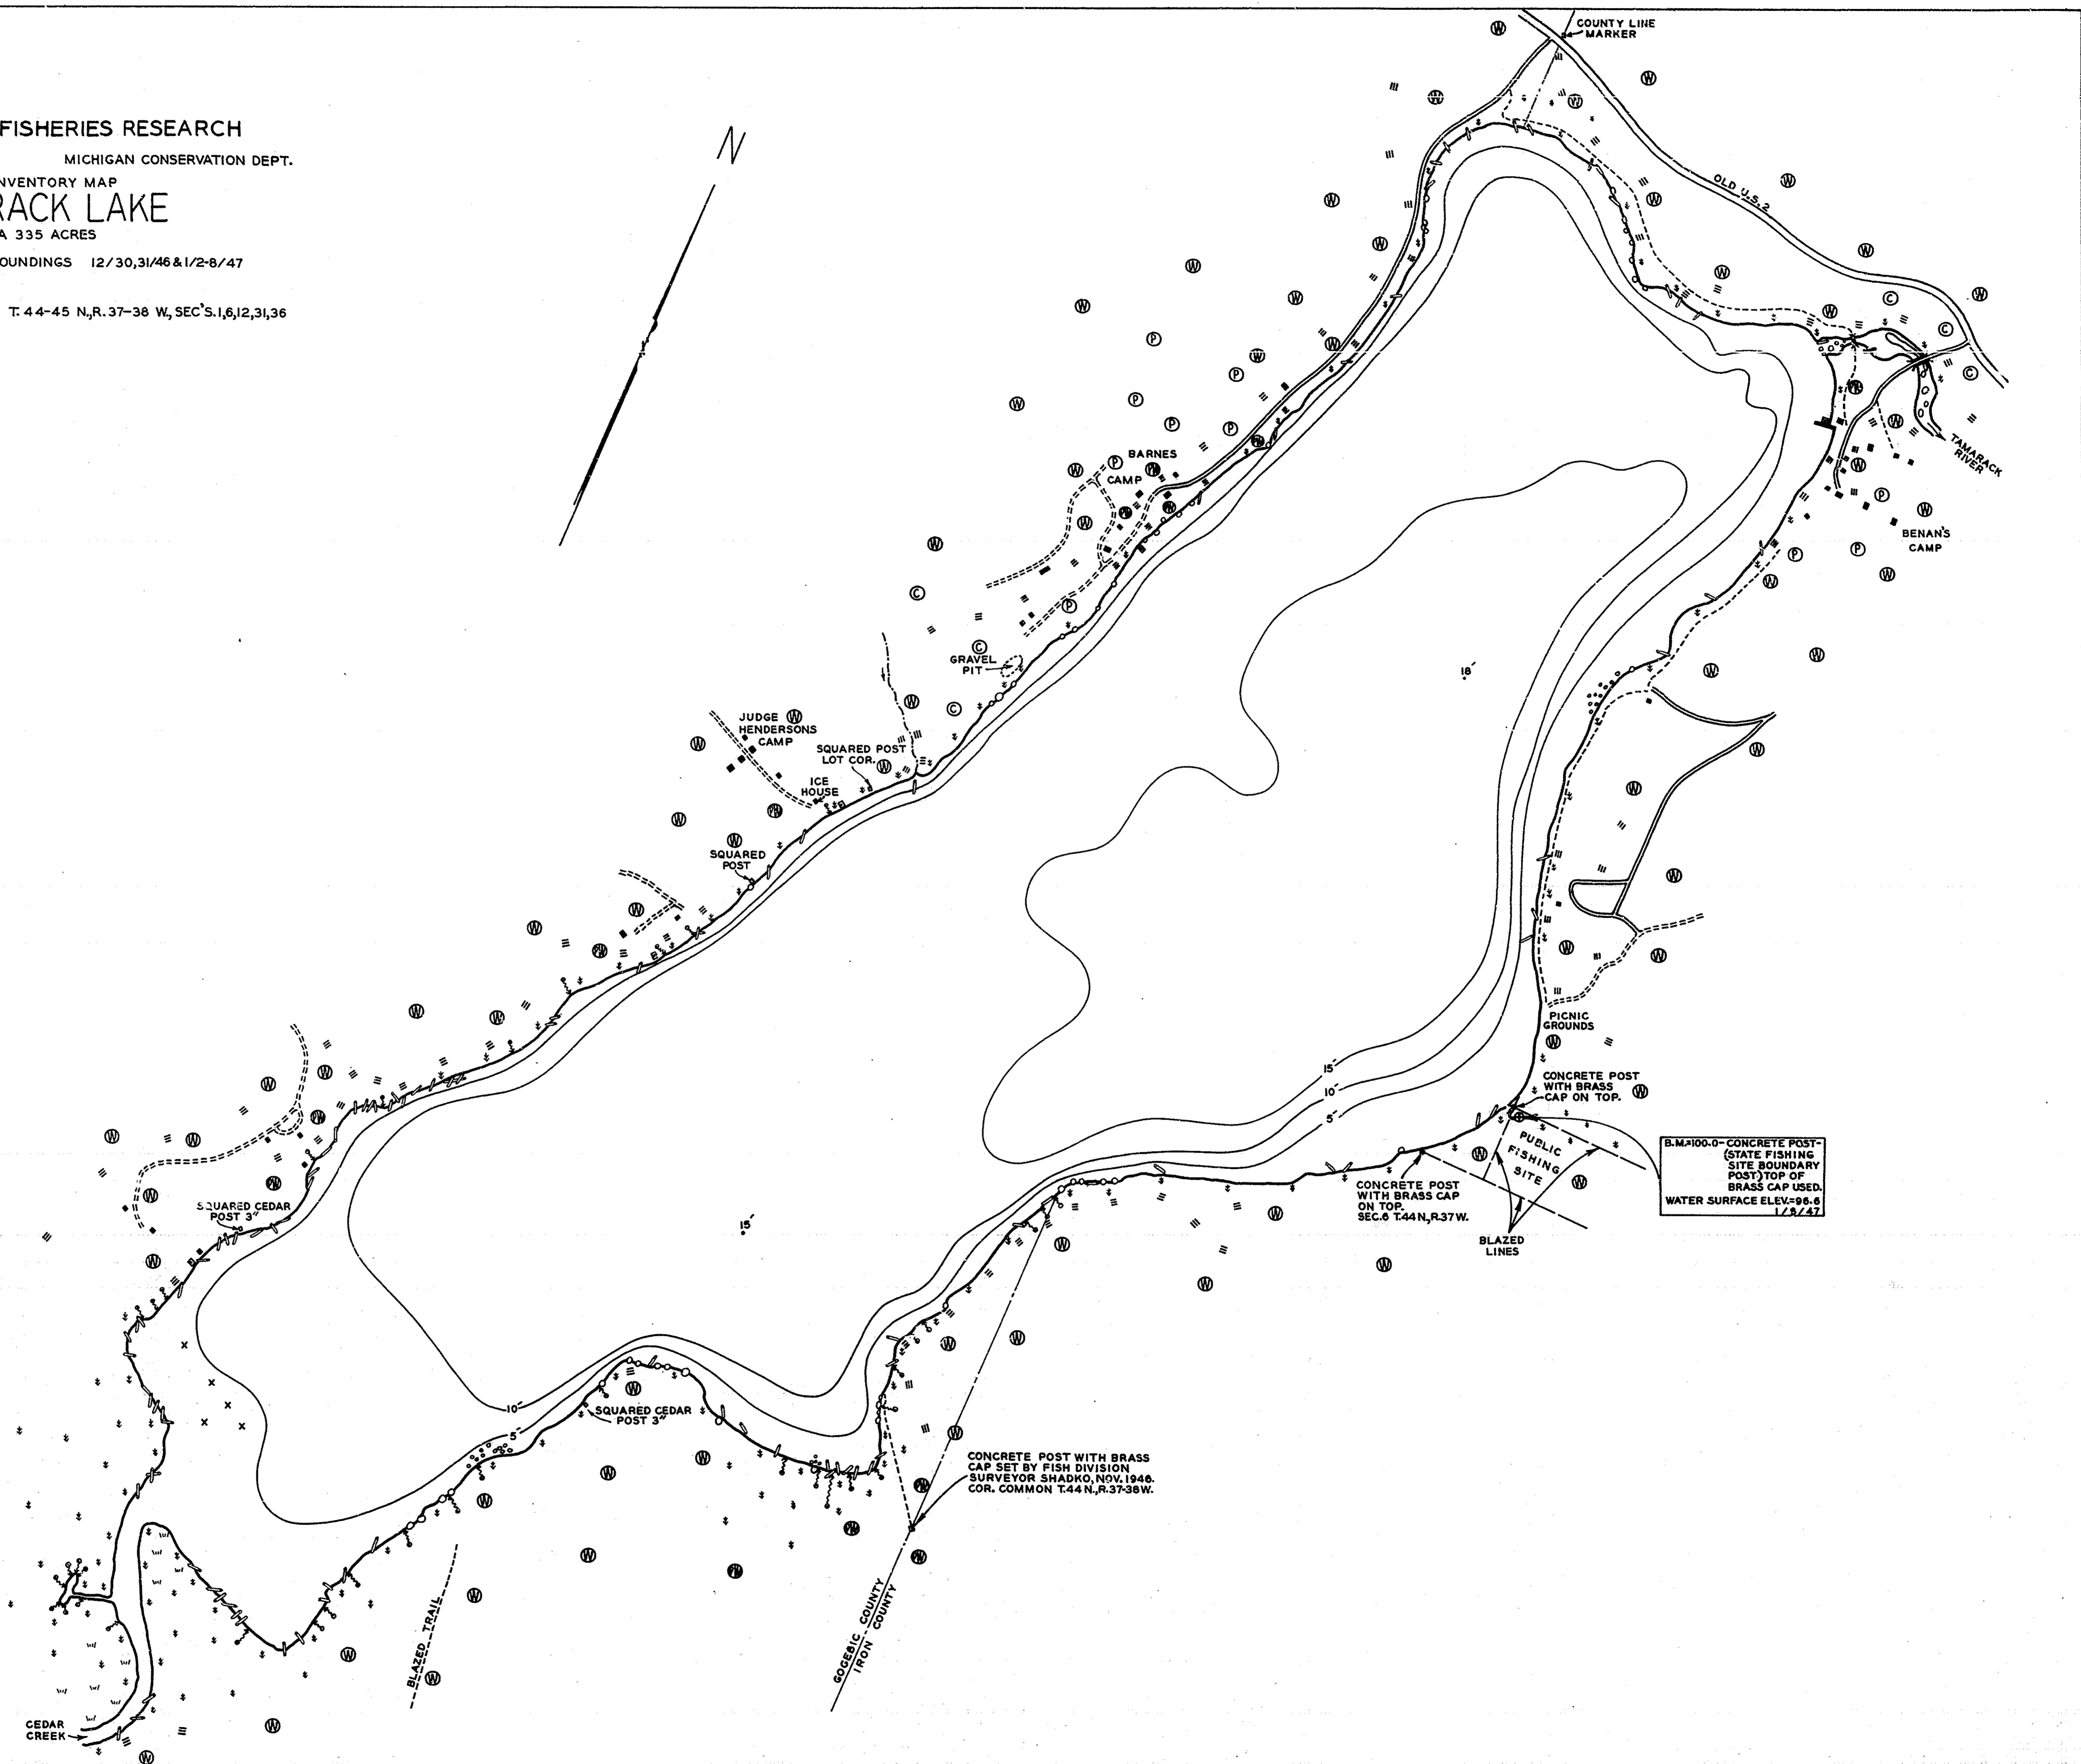 FISHERIES RESEARCH
MICHIGAN CONSERVATION DEPT.
NVENTORY MAP
RACK LAKE
A 335 ACRES
OUNDINGS 12/30,31/46 & 1/2-8/47
T. 44-45 N., R. 37-38 W., SEC'S. 1,6,12,31,36
N
COUNTY LINE
MARKER
OLD U.S. 2
TAMARACK
RIVER
BENAN'S
CAMP
BARNES
CAMP
GRAVEL
PIT
JUDGE
HENDERSONS
CAMP
SQUARED POST
LOT COR.
ICE
HOUSE
SQUARED
POST
18'
PICNIC
GROUNDS
15'
10'
5'
CONCRETE POST
WITH BRASS
CAP ON TOP.
PUBLIC
FISHING
SITE
B.M.=100.0-CONCRETE POST-
(STATE FISHING
SITE BOUNDARY
POST) TOP OF
BRASS CAP USED.
WATER SURFACE ELEV.=96.6
1/8/47
CONCRETE POST
WITH BRASS CAP
ON TOP.
SEC.6 T.44 N., R.37 W.
BLAZED
LINES
SQUARED CEDAR
POST 3"
15'
10'
5'
SQUARED CEDAR
POST 3"
CONCRETE POST WITH BRASS
CAP SET BY FISH DIVISION
SURVEYOR SHADKO, NOV. 1946.
COR. COMMON T.44 N., R.37-38 W.
BLAZED TRAIL
GOGEBIC COUNTY
IRON COUNTY
CEDAR
CREEK